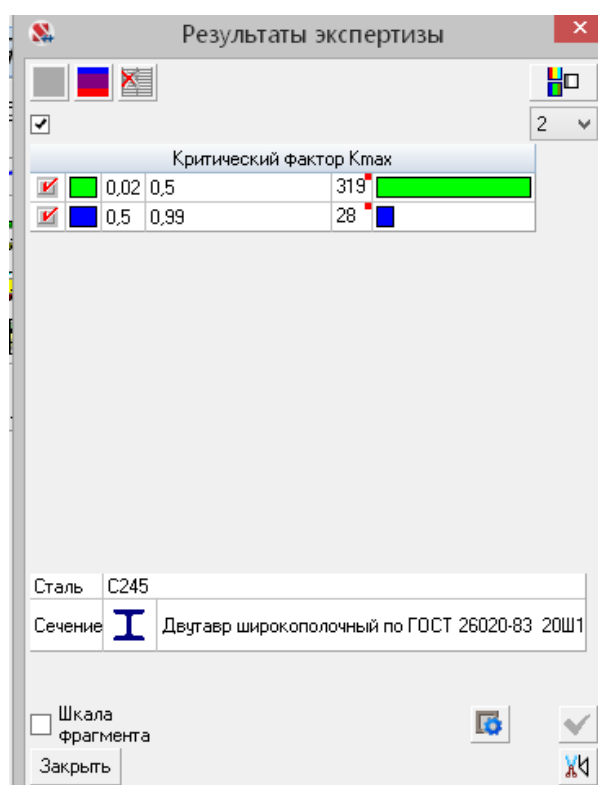 Результаты экспертизы
2
Критический фактор Kmax
0,02 0,5 319
0,5 0,99 28
Сталь C245
Сечение Двутавр широкополочный по ГОСТ 26020-83 20Ш1
Шкала
фрагмента
Закрыть